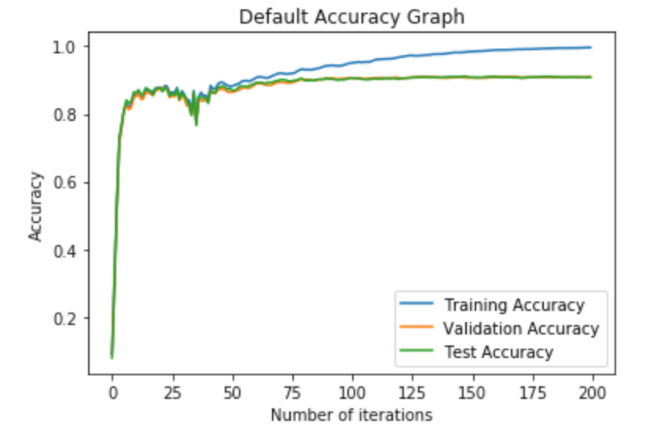 Default Accuracy Graph
1.0
0.8
0.6
0.4
0.2
Accuracy
Training Accuracy
Validation Accuracy
Test Accuracy
0 25 50 75 100 125 150 175 200
Number of iterations